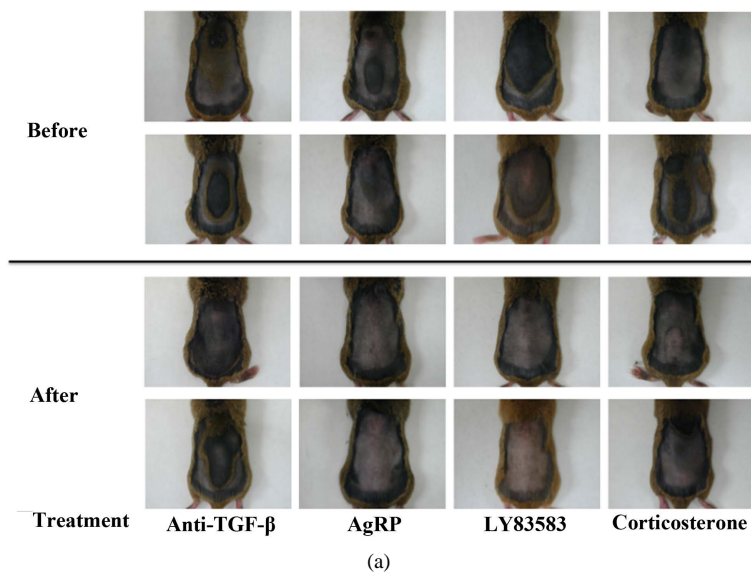 Before
After
Treatment Anti-TGF-β AgRP LY83583 Corticosterone
(a)